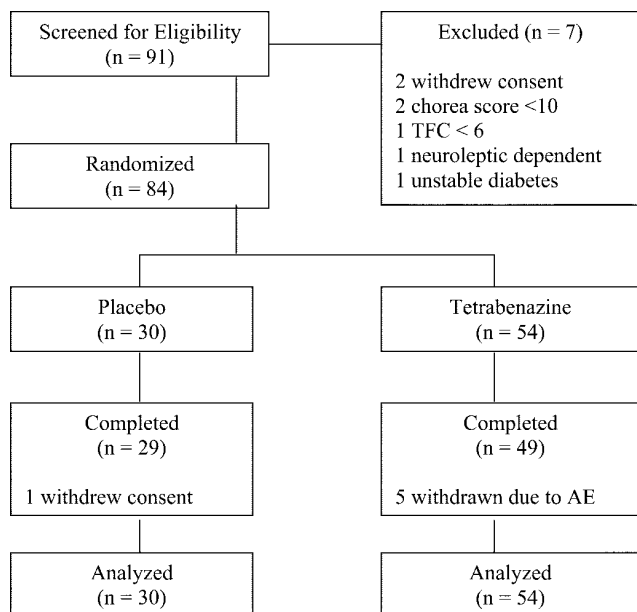 Screened for Eligibility
(n = 91)
Excluded (n = 7)
2 withdrew consent
2 chorea score <10
1 TFC < 6
1 neuroleptic dependent
1 unstable diabetes
Randomized
(n = 84)
Placebo
(n = 30)
Tetrabenazine
(n = 54)
Completed
(n = 29)
1 withdrew consent
Completed
(n = 49)
5 withdrawn due to AE
Analyzed
(n = 30)
Analyzed
(n = 54)